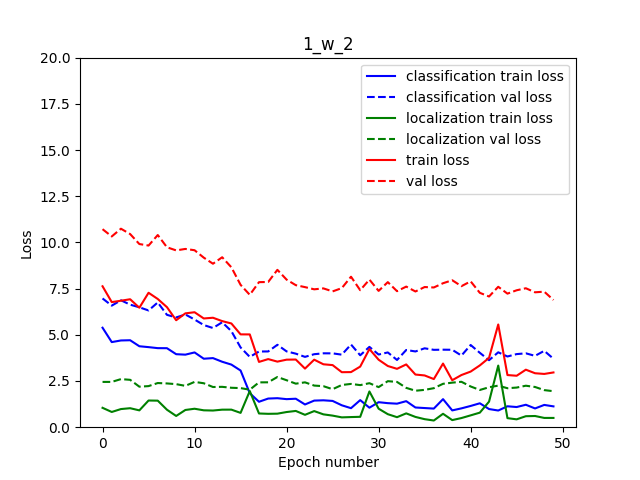 1_w_2
20.0
17.5
15.0
12.5
10.0
7.5
5.0
2.5
0.0
Loss
classification train loss
classification val loss
localization train loss
localization val loss
train loss
val loss
0 10 20 30 40 50
Epoch number